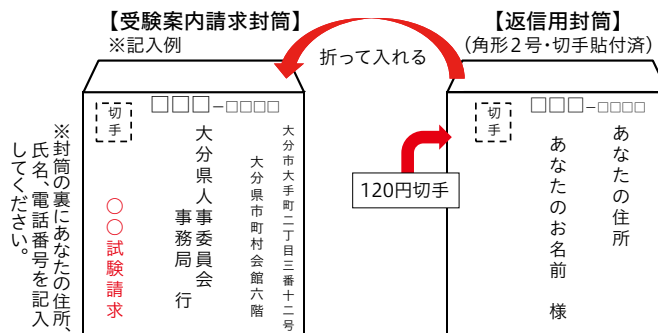 【受験案内請求封筒】
※記入例
折って入れる
【返信用封筒】
(角形2号・切手貼付済)
切手
□□□-□□□□
大分市大手町二丁目三番十二号
大分県市町村会館六階
大分県人事委員会
事務局 行
○○試験請求
※封筒の裏にあなたの住所、
氏名、電話番号を記入
してください。
120円切手
切手
□□□-□□□□
あなたの住所
あなたのお名前 様